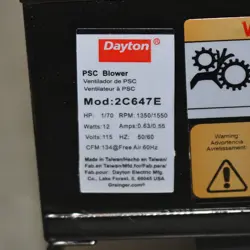 Dayton
PSC Blower
Ventilador de PSC
Ventilateur à PSC
Mod:2C647E
HP: 1/70 RPM: 1350/1550
Watts: 12 Amps: 0.63/0.55
Volts: 115 HZ: 50/60
CFM: 134@Free Air 60Hz
Made in Taiwan/Hecho en Taiwan/
Fab. en Taiwan
Mfd. for/Fab. para/
Fab. pour: Dayton Electric Mfg.
Co., Lake Forest, IL 60045 USA
Grainger.com
Warning
Advertencia
Avertissement